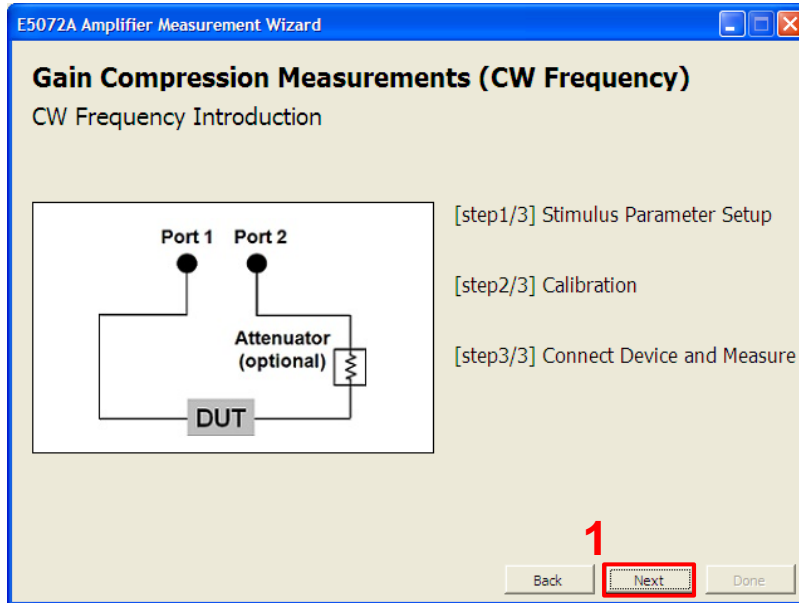 E5072A Amplifier Measurement Wizard
Gain Compression Measurements (CW Frequency)
CW Frequency Introduction
Port 1 Port 2
Attenuator
(optional)
DUT
[step1/3] Stimulus Parameter Setup
[step2/3] Calibration
[step3/3] Connect Device and Measure
1
Back Next Done